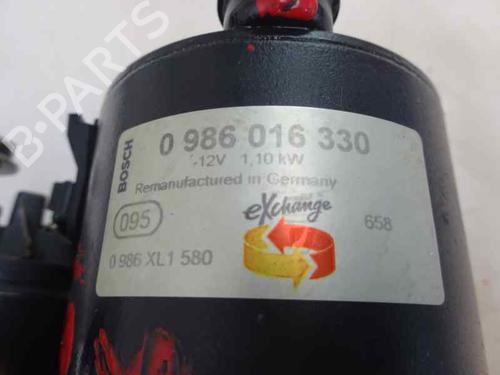 BOSCH
0 986 016 330
-12V 1,10 kW
Remanufactured in Germany
095
eXchange
658
0 986 XL1 580
B-PARTS